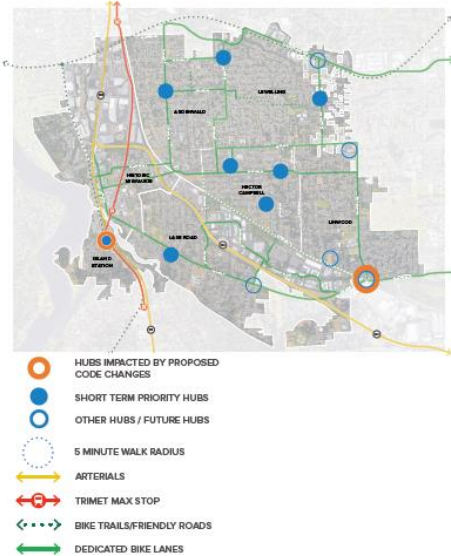 LEWELLING
ARDENWALD
HISTORIC
MILWAUKIE
HECTOR
CAMPBELL
LINWOOD
LAKE ROAD
ISLAND
STATION
HUBS IMPACTED BY PROPOSED
CODE CHANGES
SHORT TERM PRIORITY HUBS
OTHER HUBS / FUTURE HUBS
5 MINUTE WALK RADIUS
ARTERIALS
TRIMET MAX STOP
BIKE TRAILS/FRIENDLY ROADS
DEDICATED BIKE LANES